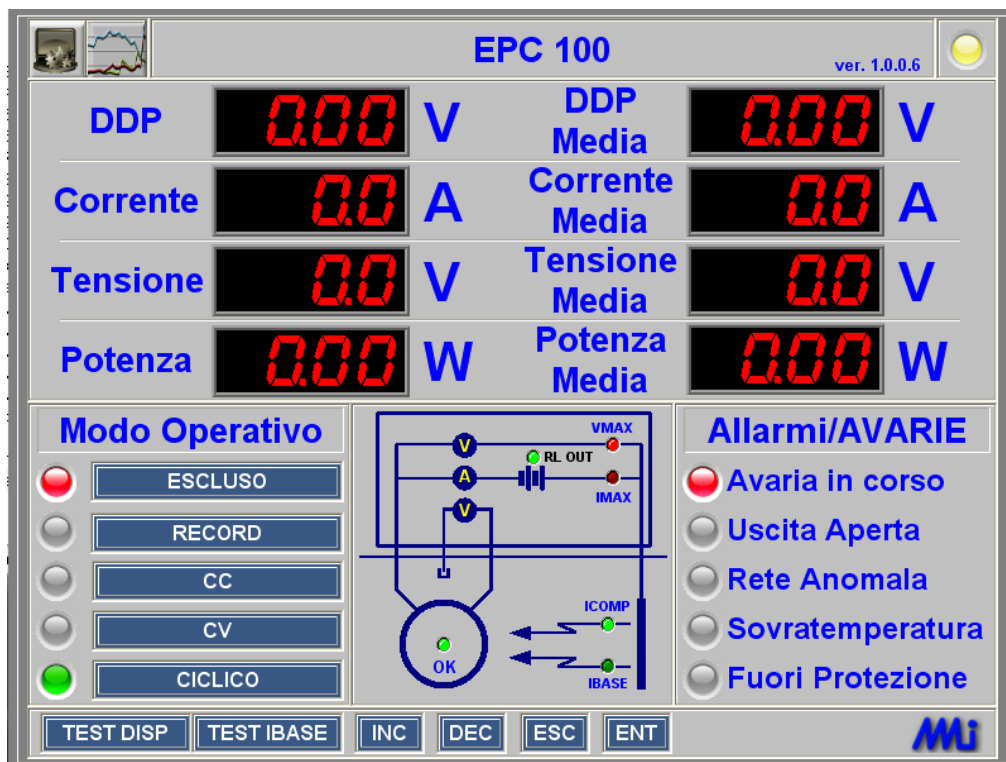 EPC 100
ver. 1.0.0.6
DDP 0.00 V DDP Media 0.00 V
Corrente 0.0 A Corrente Media 0.0 A
Tensione 0.0 V Tensione Media 0.0 V
Potenza 0.00 W Potenza Media 0.00 W
Modo Operativo
ESCLUSO
RECORD
CC
CV
CICLICO
VMAX
V
RL OUT
A
IMAX
V
ICOMP
OK
IBASE
Allarmi/AVARIE
Avaria in corso
Uscita Aperta
Rete Anomala
Sovratemperatura
Fuori Protezione
TEST DISP TEST IBASE INC DEC ESC ENT
AMi